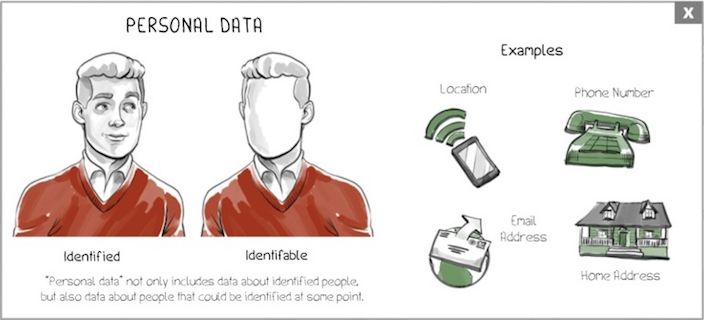 PERSONAL DATA
Identified
Identifable
"Personal data" not only includes data about identified people,
but also data about people that could be identified at some point.
X
Examples
Location
Phone Number
Email
Address
Home Address